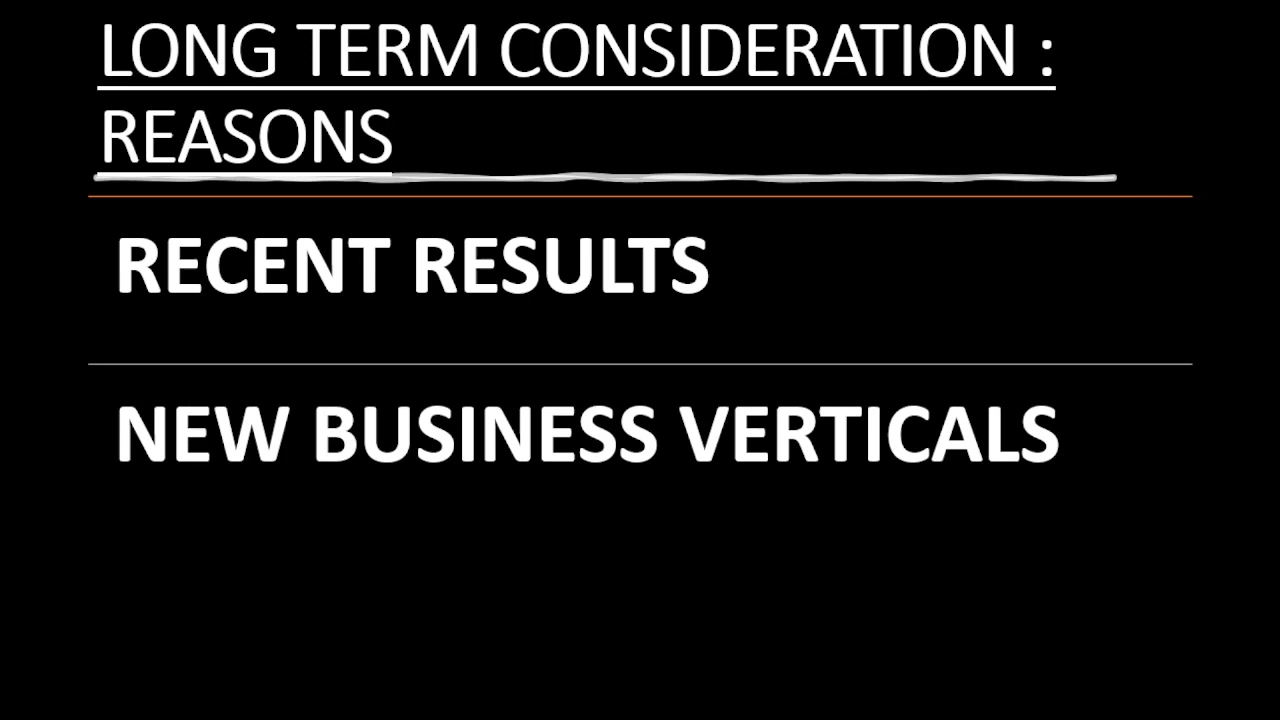 LONG TERM CONSIDERATION :
REASONS
RECENT RESULTS
NEW BUSINESS VERTICALS